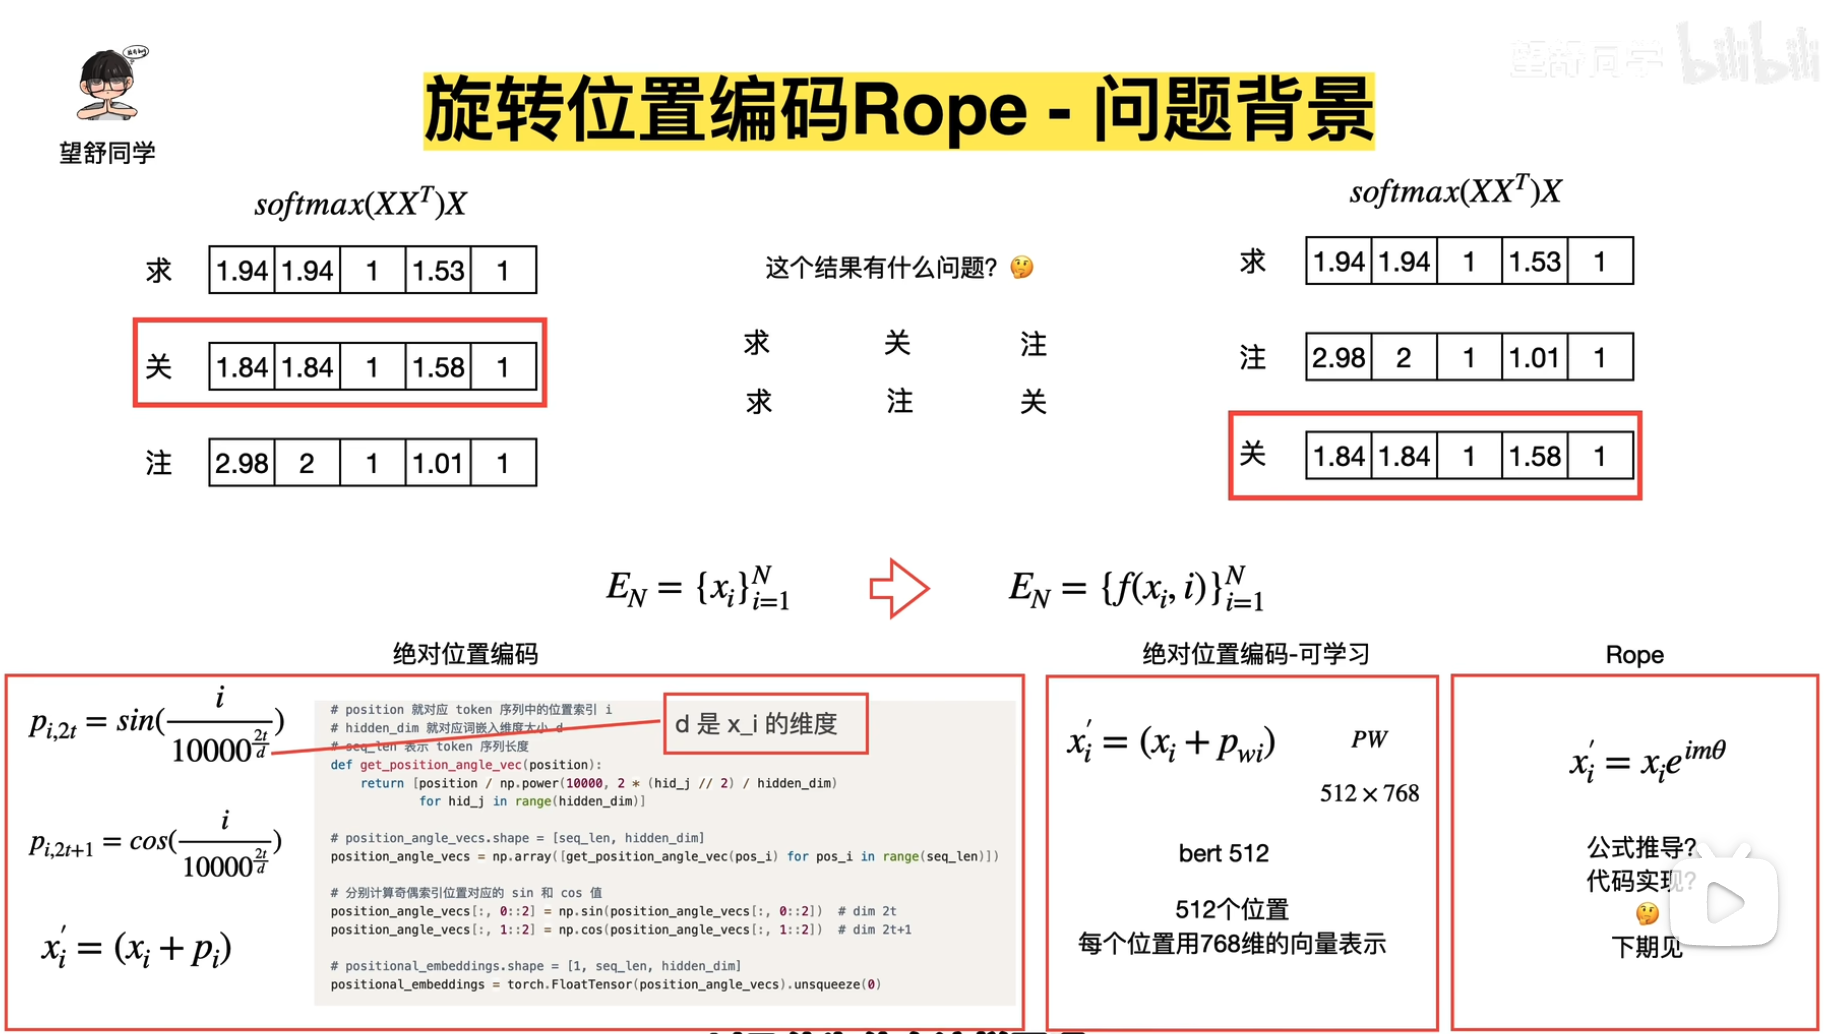 望舒同学 bilibili
旋转位置编码Rope - 问题背景
望舒同学
softmax(XX^T)X
求 1.94 1.94 1 1.53 1
关 1.84 1.84 1 1.58 1
注 2.98 2 1 1.01 1
这个结果有什么问题？🤔
求 关 注
求 注 关
softmax(XX^T)X
求 1.94 1.94 1 1.53 1
注 2.98 2 1 1.01 1
关 1.84 1.84 1 1.58 1
E_N = {x_i}_{i=1}^N
E_N = {f(x_i, i)}_{i=1}^N
绝对位置编码
p_{i,2t} = sin(i/10000^{2t/d})
p_{i,2t+1} = cos(i/10000^{2t/d})
x_i' = (x_i + p_i)
d 是 x_i 的维度
# position 就对应 token 序列中的位置索引 i
# hidden_dim 就对应词嵌入维度大小 d
# seq_len 表示 token 序列长度
def get_position_angle_vec(position):
    return [position / np.power(10000, 2 * (hid_j // 2) / hidden_dim)
            for hid_j in range(hidden_dim)]
# position_angle_vecs.shape = [seq_len, hidden_dim]
position_angle_vecs = np.array([get_position_angle_vec(pos_i) for pos_i in range(seq_len)])
# 分别计算奇偶索引位置对应的 sin 和 cos 值
position_angle_vecs[:, 0::2] = np.sin(position_angle_vecs[:, 0::2])  # dim 2t
position_angle_vecs[:, 1::2] = np.cos(position_angle_vecs[:, 1::2])  # dim 2t+1
# positional_embeddings.shape = [1, seq_len, hidden_dim]
positional_embeddings = torch.FloatTensor(position_angle_vecs).unsqueeze(0)
绝对位置编码-可学习
x_i' = (x_i + p_{wi})
PW
512 × 768
bert 512
512个位置
每个位置用768维的向量表示
Rope
x_i' = x_i e^{imθ}
公式推导？
代码实现？
🤔
下期见